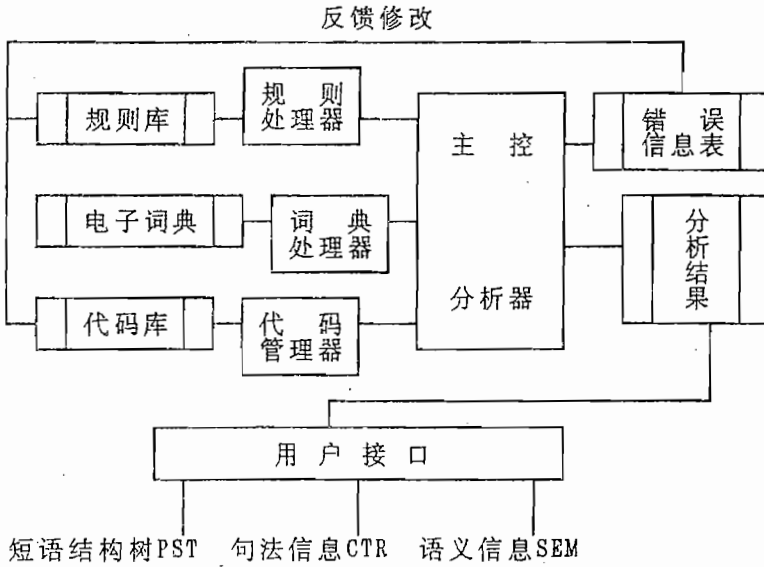 反馈修改
规则库
规则
处理器
主控
分析器
错误
信息表
电子词典
词典
处理器
分析结果
代码库
代码
管理器
用户接口
短语结构树PST 句法信息CTR 语义信息SEM